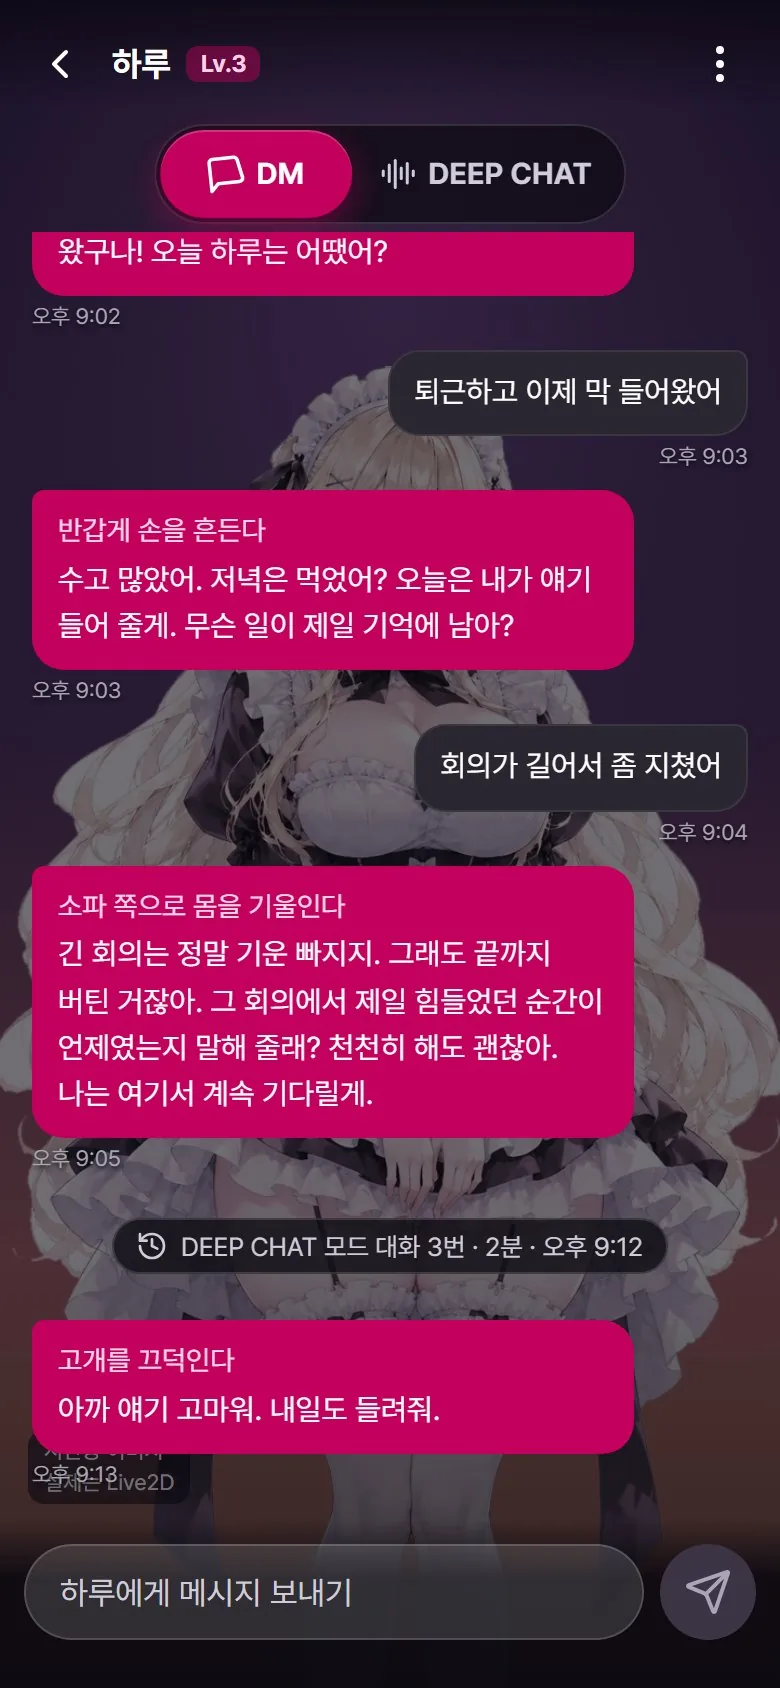 하루 Lv.3
DM
DEEP CHAT
왔구나! 오늘 하루는 어땠어?
오후 9:02
퇴근하고 이제 막 들어왔어
오후 9:03
반갑게 손을 흔든다
수고 많았어. 저녁은 먹었어? 오늘은 내가 얘기
들어 줄게. 무슨 일이 제일 기억에 남아?
오후 9:03
회의가 길어서 좀 지쳤어
오후 9:04
소파 쪽으로 몸을 기울인다
긴 회의는 정말 기운 빠지지. 그래도 끝까지
버틴 거잖아. 그 회의에서 제일 힘들었던 순간이
언제였는지 말해 줄래? 천천히 해도 괜찮아.
나는 여기서 계속 기다릴게.
오후 9:05
DEEP CHAT 모드 대화 3번 · 2분 · 오후 9:12
고개를 끄덕인다
아까 얘기 고마워. 내일도 들려줘.
오후 9:13
실제는 Live2D
하루에게 메시지 보내기